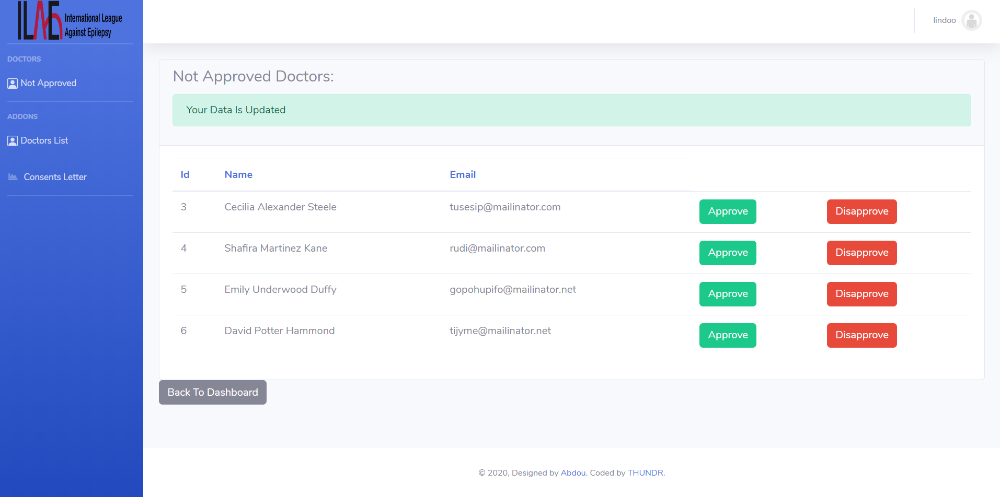 ILAE International League Against Epilepsy
DOCTORS
Not Approved
ADDONS
Doctors List
Consents Letter
lindoo
Not Approved Doctors:
Your Data Is Updated
Id Name Email
3 Cecilia Alexander Steele tusesip@mailinator.com Approve Disapprove
4 Shafira Martinez Kane rudi@mailinator.com Approve Disapprove
5 Emily Underwood Duffy gopohupifo@mailinator.net Approve Disapprove
6 David Potter Hammond tijyme@mailinator.net Approve Disapprove
Back To Dashboard
© 2020, Designed by Abdou. Coded by THUNDR.